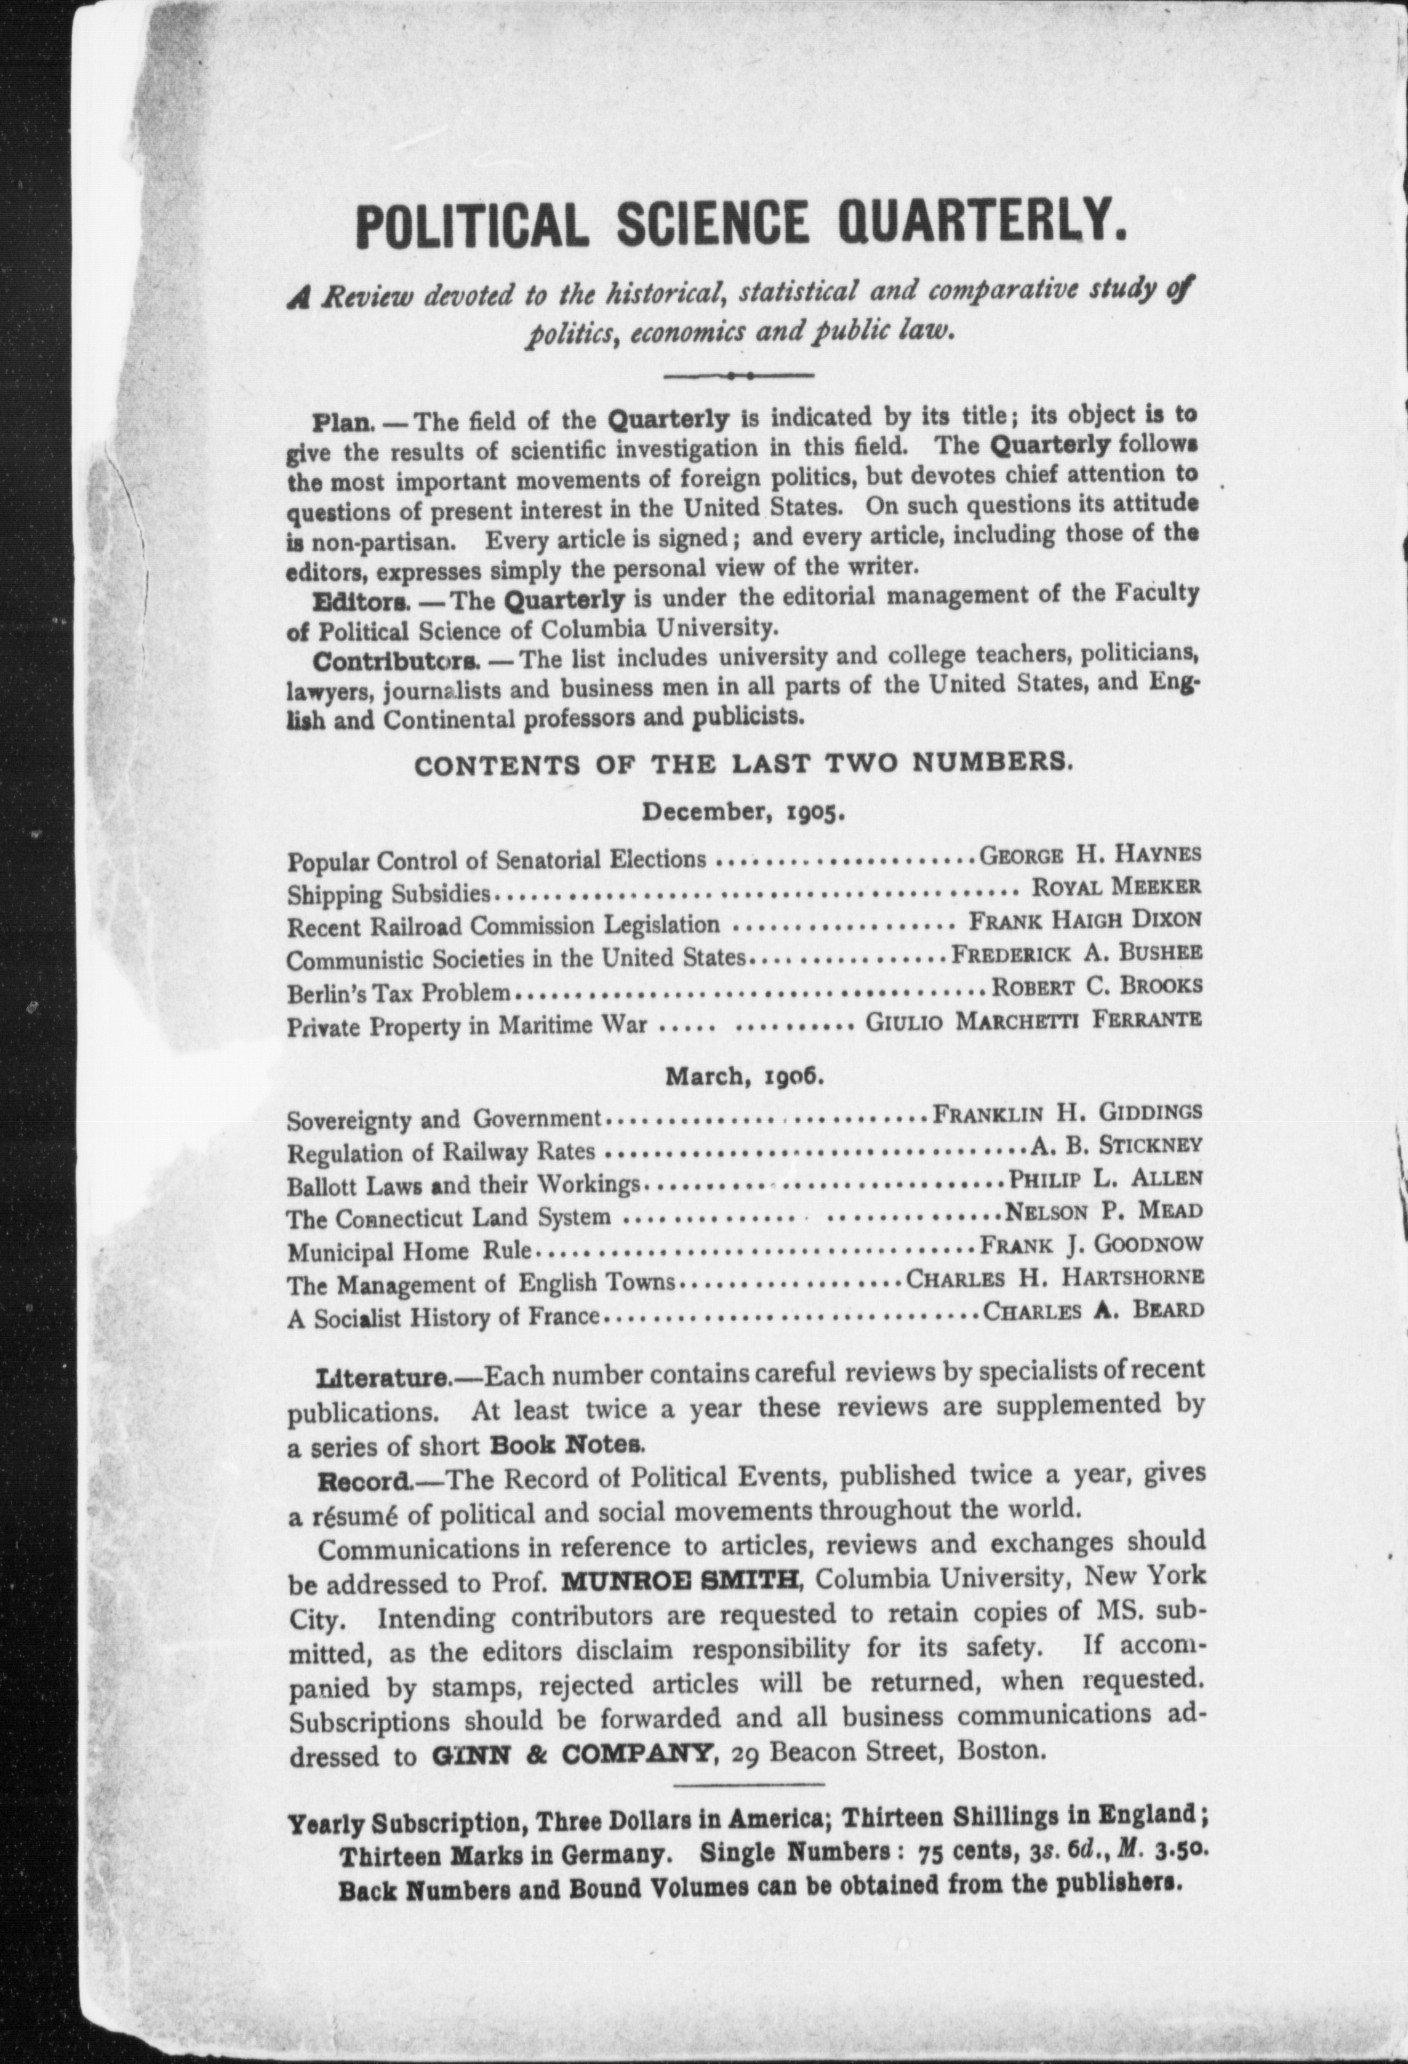 POLITICAL SCIENCE QUARTERLY.
A Review devoted to the historical, statistical and comparative study of
politics, economics and public law.
Plan. — The field of the Quarterly is indicated by its title; its object is to
give the results of scientific investigation in this field. The Quarterly follows
the most important movements of foreign politics, but devotes chief attention to
questions of present interest in the United States. On such questions its attitude
is non-partisan. Every article is signed; and every article, including those of the
editors, expresses simply the personal view of the writer.
Editors. — The Quarterly is under the editorial management of the Faculty
of Political Science of Columbia University.
Contributors. — The list includes university and college teachers, politicians,
lawyers, journalists and business men in all parts of the United States, and Eng-
lish and Continental professors and publicists.
CONTENTS OF THE LAST TWO NUMBERS.
December, 1905.
Popular Control of Senatorial Elections ..................... GEORGE H. HAYNES
Shipping Subsidies.......................................... ROYAL MEEKER
Recent Railroad Commission Legislation .................. FRANK HAIGH DIXON
Communistic Societies in the United States................ FREDERICK A. BUSHEE
Berlin's Tax Problem...................................... ROBERT C. BROOKS
Private Property in Maritime War ..... .......... GIULIO MARCHETTI FERRANTE
March, 1906.
Sovereignty and Government......................... FRANKLIN H. GIDDINGS
Regulation of Railway Rates .................................. A. B. STICKNEY
Ballott Laws and their Workings............................. PHILIP L. ALLEN
The Connecticut Land System .............. .............. NELSON P. MEAD
Municipal Home Rule................................... FRANK J. GOODNOW
The Management of English Towns.................. CHARLES H. HARTSHORNE
A Socialist History of France.............................. CHARLES A. BEARD
Literature.—Each number contains careful reviews by specialists of recent
publications. At least twice a year these reviews are supplemented by
a series of short Book Notes.
Record.—The Record of Political Events, published twice a year, gives
a résumé of political and social movements throughout the world.
Communications in reference to articles, reviews and exchanges should
be addressed to Prof. MUNROE SMITH, Columbia University, New York
City. Intending contributors are requested to retain copies of MS. sub-
mitted, as the editors disclaim responsibility for its safety. If accom-
panied by stamps, rejected articles will be returned, when requested.
Subscriptions should be forwarded and all business communications ad-
dressed to GINN & COMPANY, 29 Beacon Street, Boston.
Yearly Subscription, Three Dollars in America; Thirteen Shillings in England;
Thirteen Marks in Germany. Single Numbers: 75 cents, 3s. 6d., M. 3.50.
Back Numbers and Bound Volumes can be obtained from the publishers.